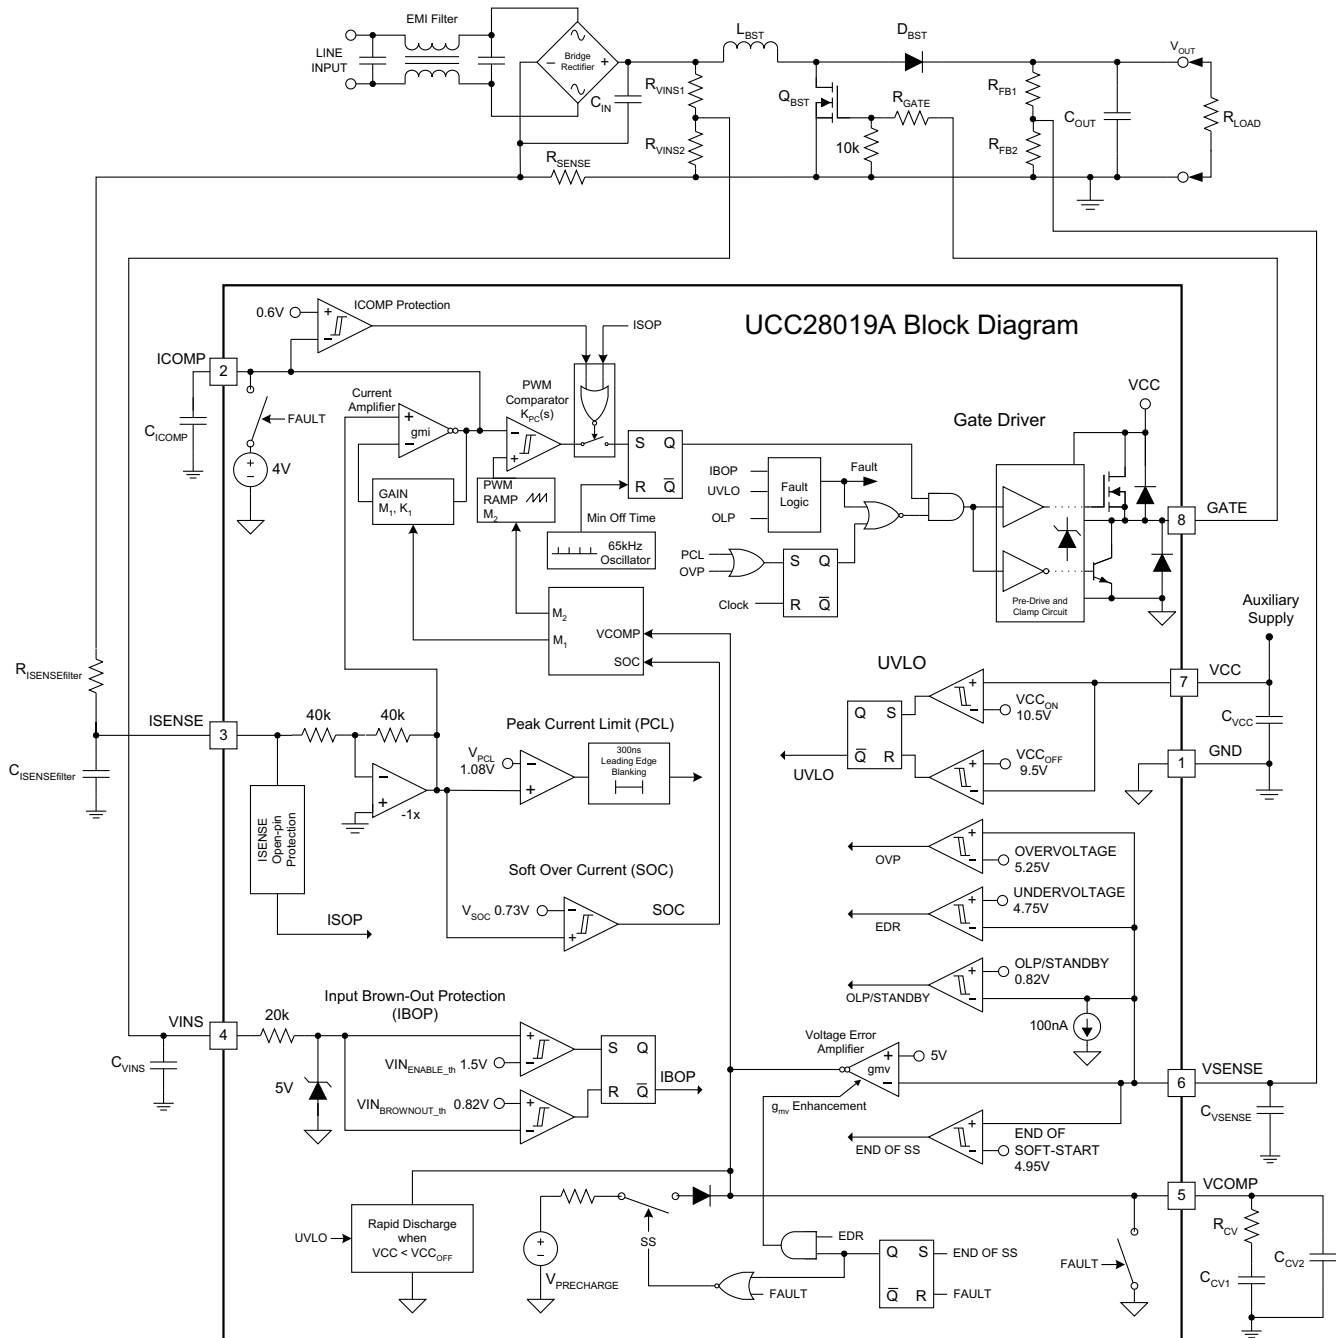 EMI Filter
LINE
INPUT
Bridge
Rectifier
C_IN
R_SENSE
R_VINS1
R_VINS2
L_BST
D_BST
Q_BST
R_GATE
10k
R_FB1
R_FB2
C_OUT
V_OUT
R_LOAD
UCC28019A Block Diagram
0.6V
+
−
ICOMP Protection
ISOP
ICOMP
2
C_ICOMP
FAULT
+
−
4V
Current
Amplifier
+
gmi
−
GAIN
M1, K1
PWM
Comparator
K_PC(s)
−
+
PWM
RAMP
M2
Min Off Time
65kHz
Oscillator
S Q
R Q̅
IBOP
UVLO
OLP
Fault
Logic
Fault
PCL
OVP
Clock
S Q
R Q̅
Gate Driver
VCC
Pre-Drive and
Clamp Circuit
8
GATE
M2
M1
VCOMP
SOC
R_ISENSEfilter
ISENSE
3
C_ISENSEfilter
40k
40k
−
+
-1x
ISENSE
Open-pin
Protection
ISOP
Peak Current Limit (PCL)
V_PCL
1.08V
−
+
300ns
Leading Edge
Blanking
Soft Over Current (SOC)
V_SOC 0.73V
−
+
SOC
UVLO
Q S
Q̅ R
UVLO
+
−
VCC_ON
10.5V
+
−
VCC_OFF
9.5V
Auxiliary
Supply
7
VCC
C_VCC
1
GND
OVP
+
−
OVERVOLTAGE
5.25V
EDR
+
−
UNDERVOLTAGE
4.75V
OLP/STANDBY
+
−
OLP/STANDBY
0.82V
100nA
Input Brown-Out Protection
(IBOP)
VINS
4
C_VINS
20k
5V
VIN_ENABLE_th 1.5V
+
−
VIN_BROWNOUT_th 0.82V
+
−
S Q
R Q̅
IBOP
Voltage Error
Amplifier
+
gmv
−
5V
g_mv Enhancement
6
VSENSE
C_VSENSE
END OF SS
+
−
END OF
SOFT-START
4.95V
UVLO
Rapid Discharge
when
VCC < VCC_OFF
+
−
V_PRECHARGE
SS
EDR
FAULT
Q S
Q̅ R
END OF SS
FAULT
FAULT
5
VCOMP
R_CV
C_CV1
C_CV2